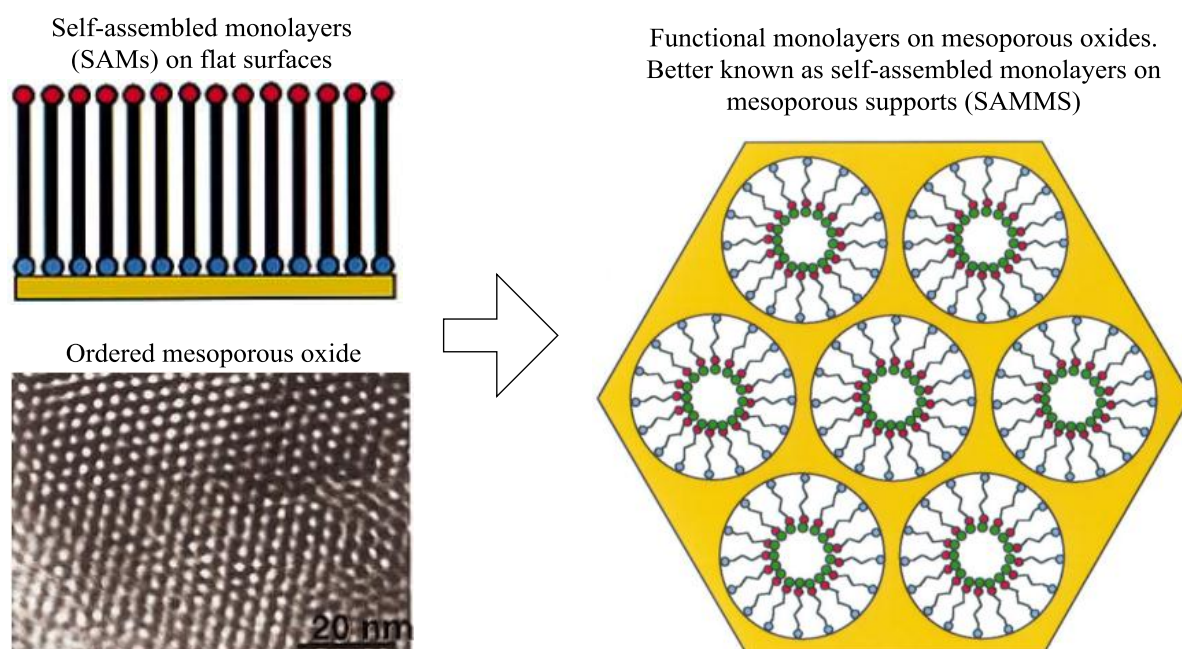 Self-assembled monolayers
(SAMs) on flat surfaces
Functional monolayers on mesoporous oxides.
Better known as self-assembled monolayers on
mesoporous supports (SAMMS)
Ordered mesoporous oxide
20 nm